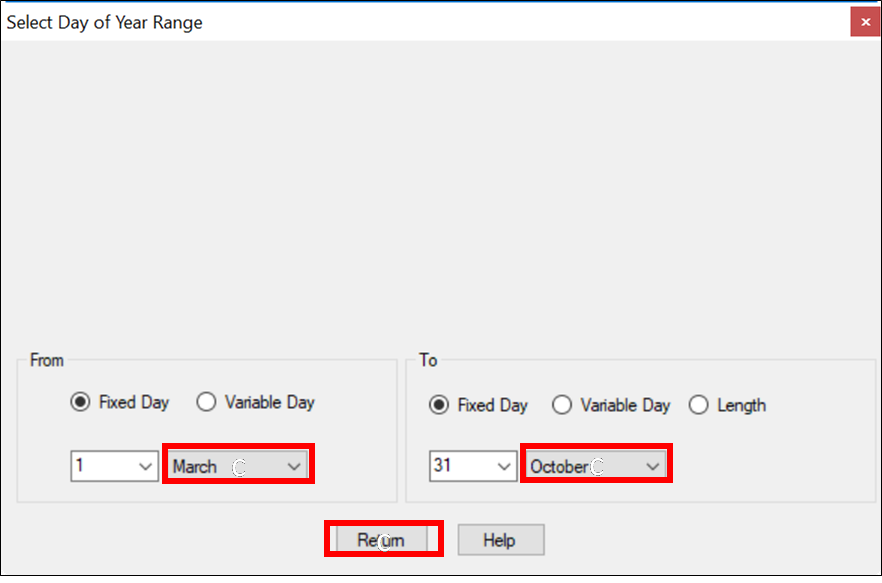 Select Day of Year Range
From
To
Fixed Day Variable Day
Fixed Day Variable Day Length
1 March
31 October
Return Help